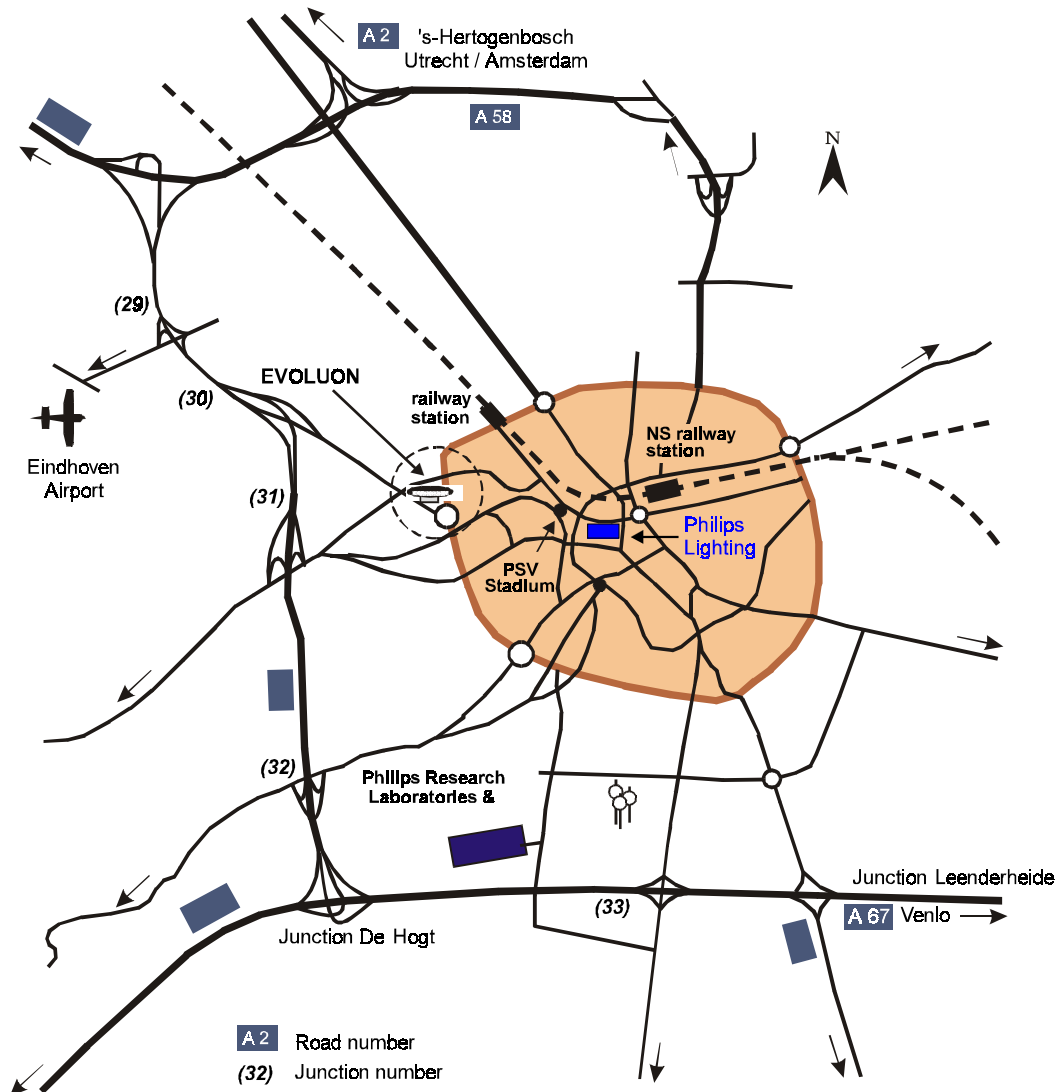 A 2 's-Hertogenbosch
Utrecht / Amsterdam
A 58
N
(29)
(30)
EVOLUON
railway
station
NS railway
station
Eindhoven
Airport
(31)
Philips
Lighting
PSV
Stadlum
(32)
Philips Research
Laboratories &
Junction Leenderheide
(33)
A 67 Venlo
Junction De Hogt
A 2 Road number
(32) Junction number